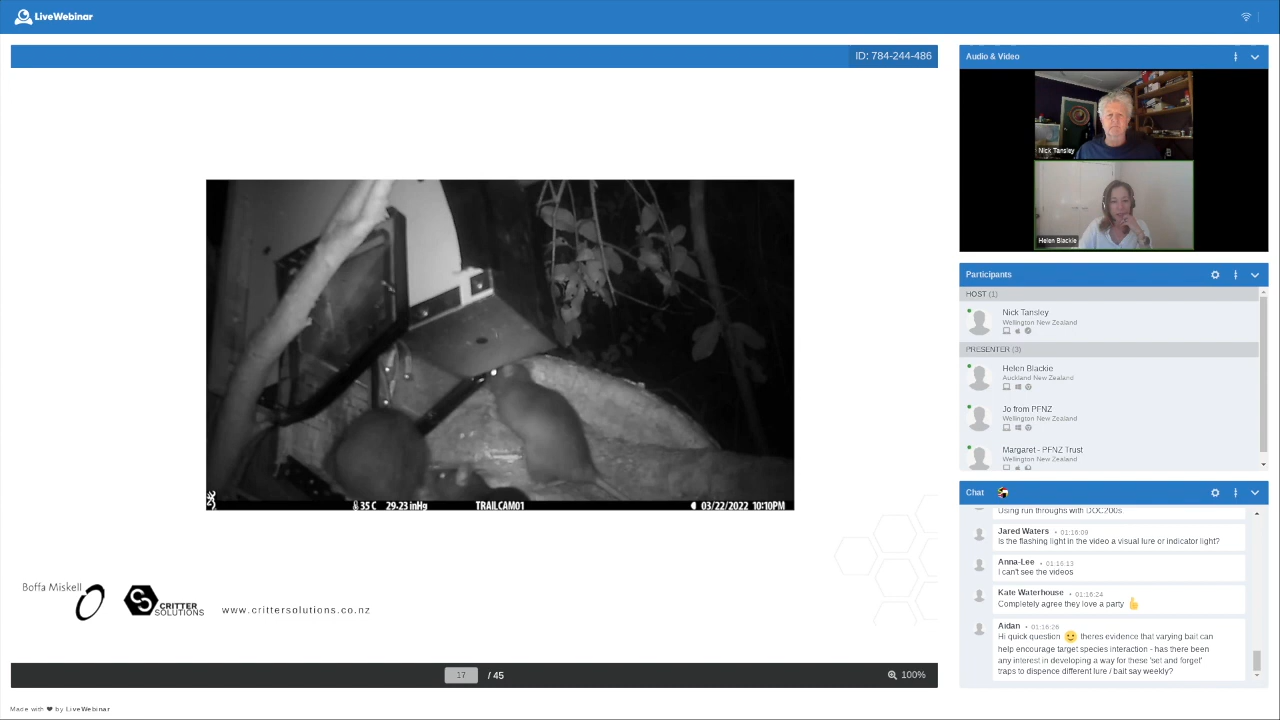 LiveWebinar
ID: 784-244-486
35 C 29.23 inHg TRAILCAM01 03/22/2022 10:10PM
Boffa Miskell
CRITTER
SOLUTIONS
www.crittersolutions.co.nz
17 / 45
100%
Made with ❤ by LiveWebinar
Audio & Video
Nick Tansley
Helen Blackie
Participants
HOST (1)
Nick Tansley
Wellington New Zealand
PRESENTER (3)
Helen Blackie
Auckland New Zealand
Jo from PFNZ
Wellington New Zealand
Margaret - PFNZ Trust
Wellington New Zealand
Chat
Using run throughs with DOC200s
Jared Waters • 01:16:09
Is the flashing light in the video a visual lure or indicator light?
Anna-Lee • 01:16:13
I can't see the videos
Kate Waterhouse • 01:16:24
Completely agree they love a party 👍
Aidan • 01:16:26
Hi quick question 😉 theres evidence that varying bait can
help encourage target species interaction - has there been
any interest in developing a way for these 'set and forget'
traps to dispence different lure / bait say weekly?